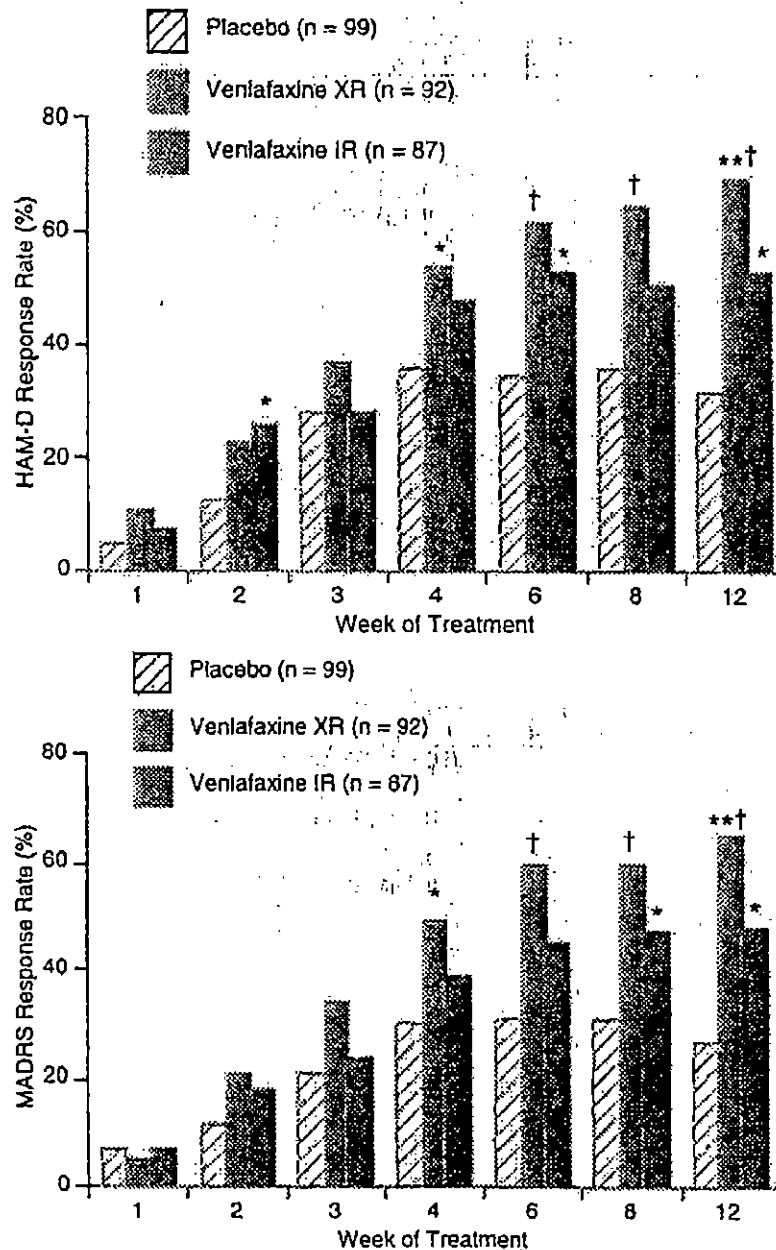 Placebo (n = 99)
Venlafaxine XR (n = 92)
Venlafaxine IR (n = 87)
HAM-D Response Rate (%)
80
60
40
20
0
*
*
†
*
†
**†
*
1 2 3 4 6 8 12
Week of Treatment
Placebo (n = 99)
Venlafaxine XR (n = 92)
Venlafaxine IR (n = 87)
MADRS Response Rate (%)
80
60
40
20
0
*
†
†
*
**†
*
1 2 3 4 6 8 12
Week of Treatment